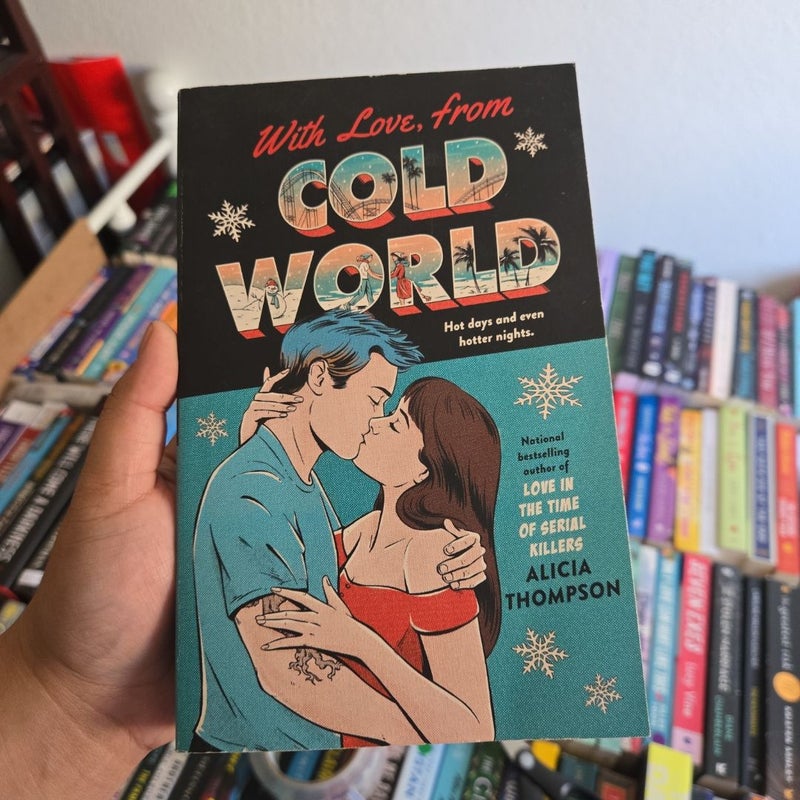 With Love, from
COLD
WORLD
Hot days and even
hotter nights.
National
bestselling
author of
LOVE IN
THE TIME
OF SERIAL
KILLERS
ALICIA
THOMPSON